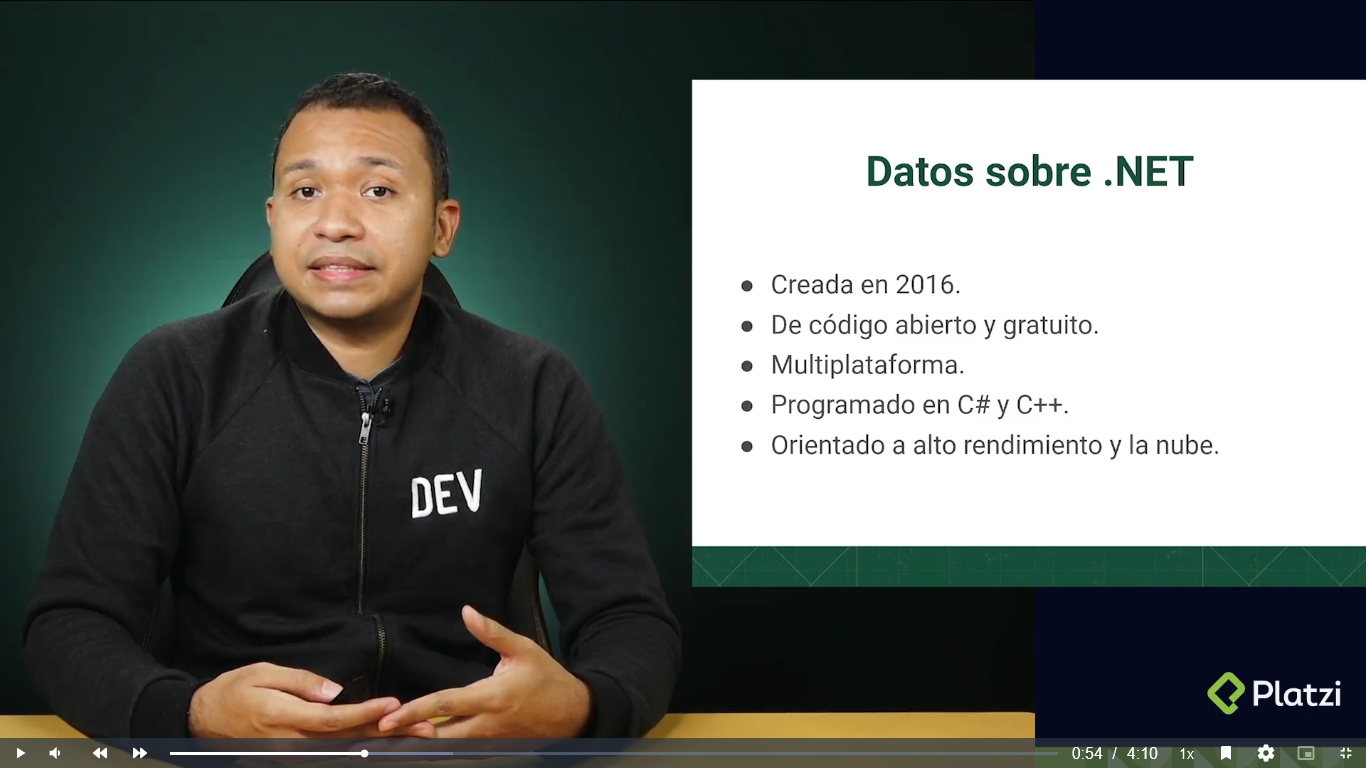 Datos sobre .NET
● Creada en 2016.
● De código abierto y gratuito.
● Multiplataforma.
● Programado en C# y C++.
● Orientado a alto rendimiento y la nube.
DEV
Platzi
0:54 / 4:10 1x